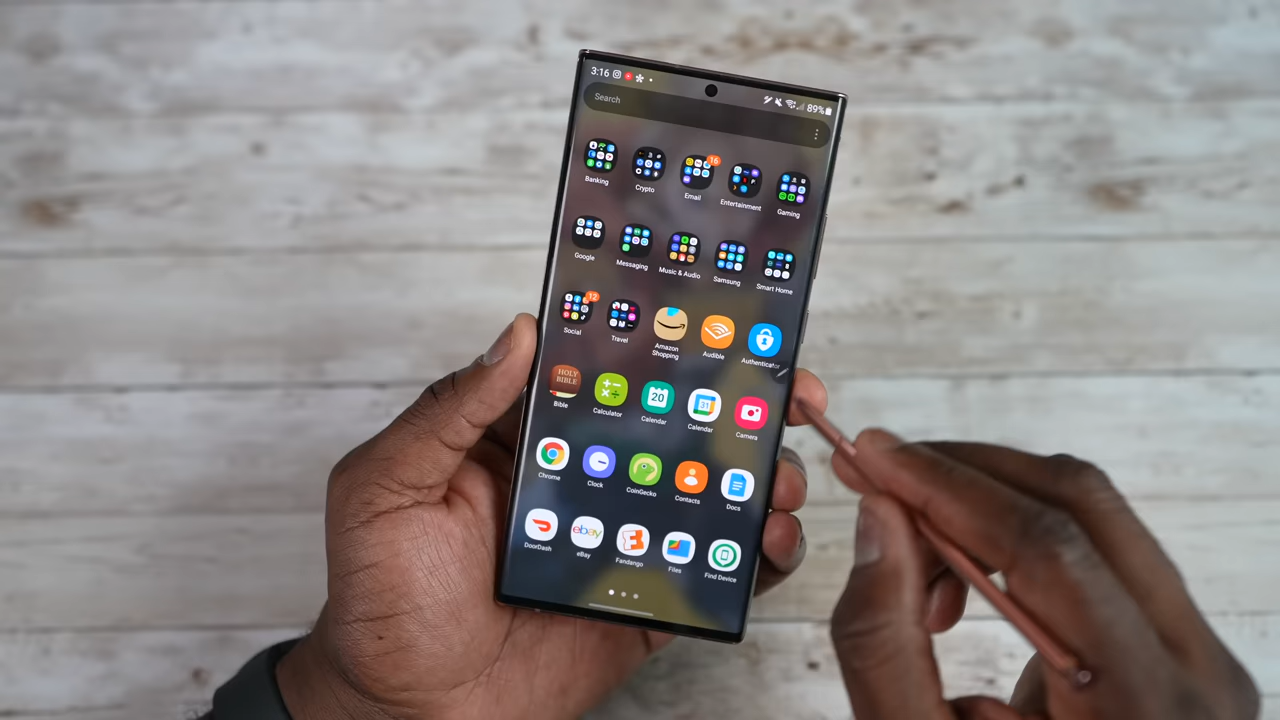 3:16
89%
Search
16
Banking
Crypto
Email
Entertainment
Gaming
Google
Messaging
Music & Audio
Samsung
Smart Home
12
Social
Travel
Amazon
Shopping
Audible
Authenticator
HOLY
BIBLE
Bible
Calculator
20
Calendar
31
Calendar
Camera
Chrome
Clock
CoinGecko
Contacts
Docs
DoorDash
ebay
eBay
Fandango
Files
Find Device